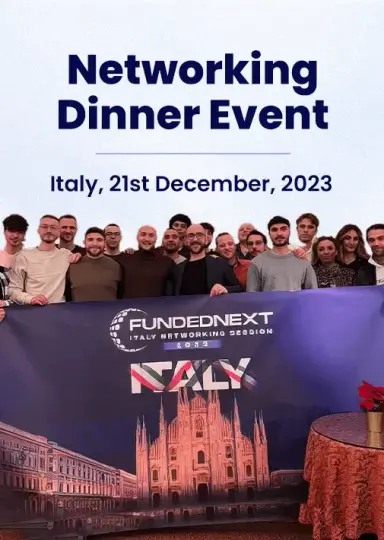 Networking
Dinner Event
Italy, 21st December, 2023
FUNDEDNEXT
ITALY NETWORKING SESSION
2023
ITALY